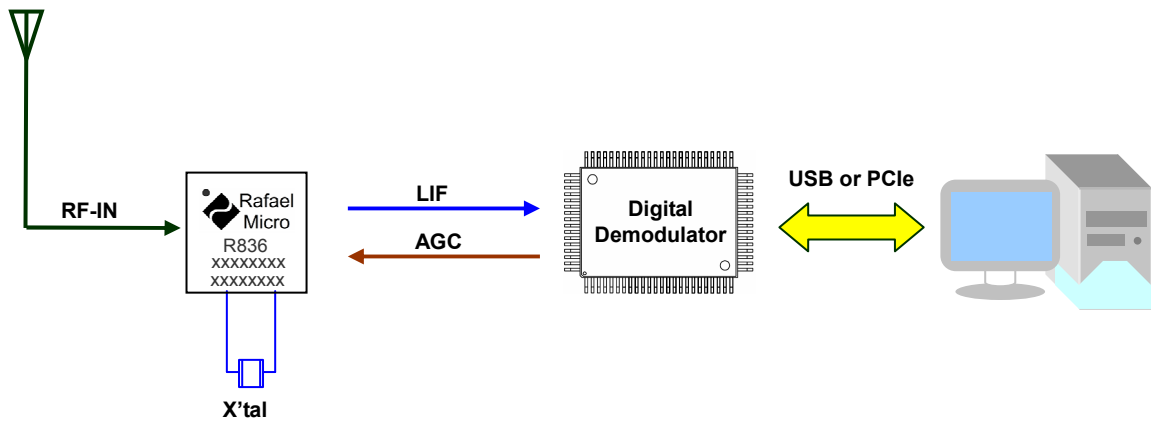 RF-IN
Rafael
Micro
R836
xxxxxxxx
xxxxxxxx
X’tal
LIF
AGC
Digital
Demodulator
USB or PCIe